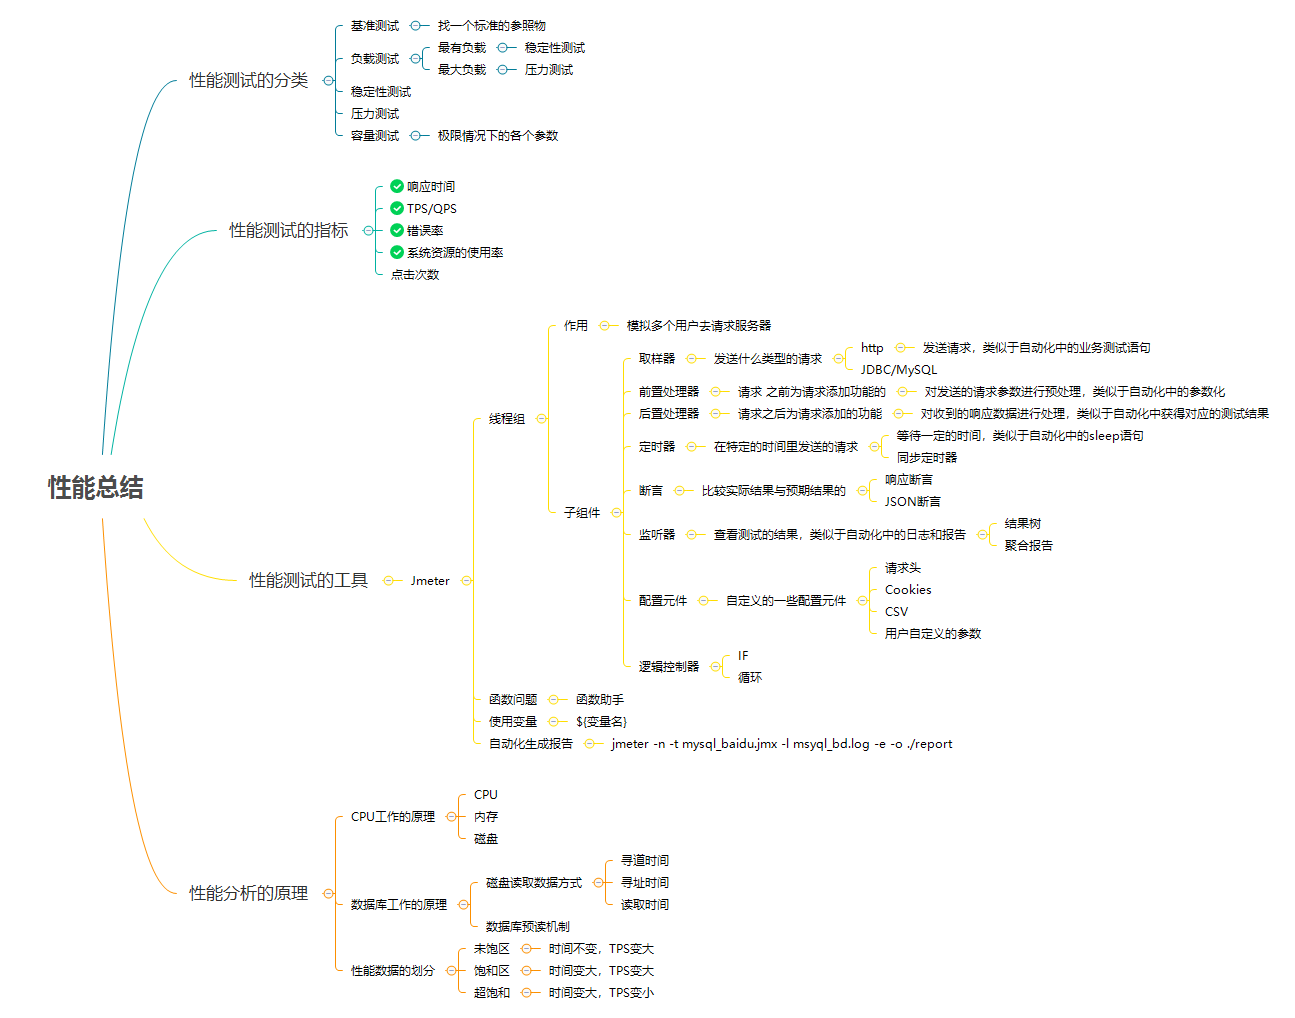 性能总结
性能测试的分类
基准测试
找一个标准的参照物
负载测试
最有负载
稳定性测试
最大负载
压力测试
稳定性测试
压力测试
容量测试
极限情况下的各个参数
性能测试的指标
响应时间
TPS/QPS
错误率
系统资源的使用率
点击次数
性能测试的工具
Jmeter
线程组
作用
模拟多个用户去请求服务器
子组件
取样器
发送什么类型的请求
http
发送请求，类似于自动化中的业务测试语句
JDBC/MySQL
前置处理器
请求 之前为请求添加功能的
对发送的请求参数进行预处理，类似于自动化中的参数化
后置处理器
请求之后为请求添加的功能
对收到的响应数据进行处理，类似于自动化中获得对应的测试结果
定时器
在特定的时间里发送的请求
等待一定的时间，类似于自动化中的sleep语句
同步定时器
断言
比较实际结果与预期结果的
响应断言
JSON断言
监听器
查看测试的结果，类似于自动化中的日志和报告
结果树
聚合报告
配置元件
自定义的一些配置元件
请求头
Cookies
CSV
用户自定义的参数
逻辑控制器
IF
循环
函数问题
函数助手
使用变量
${变量名}
自动化生成报告
jmeter -n -t mysql_baidu.jmx -l msyql_bd.log -e -o ./report
性能分析的原理
CPU工作的原理
CPU
内存
磁盘
数据库工作的原理
磁盘读取数据方式
寻道时间
寻址时间
读取时间
数据库预读机制
性能数据的划分
未饱区
时间不变，TPS变大
饱和区
时间变大，TPS变大
超饱和
时间变大，TPS变小